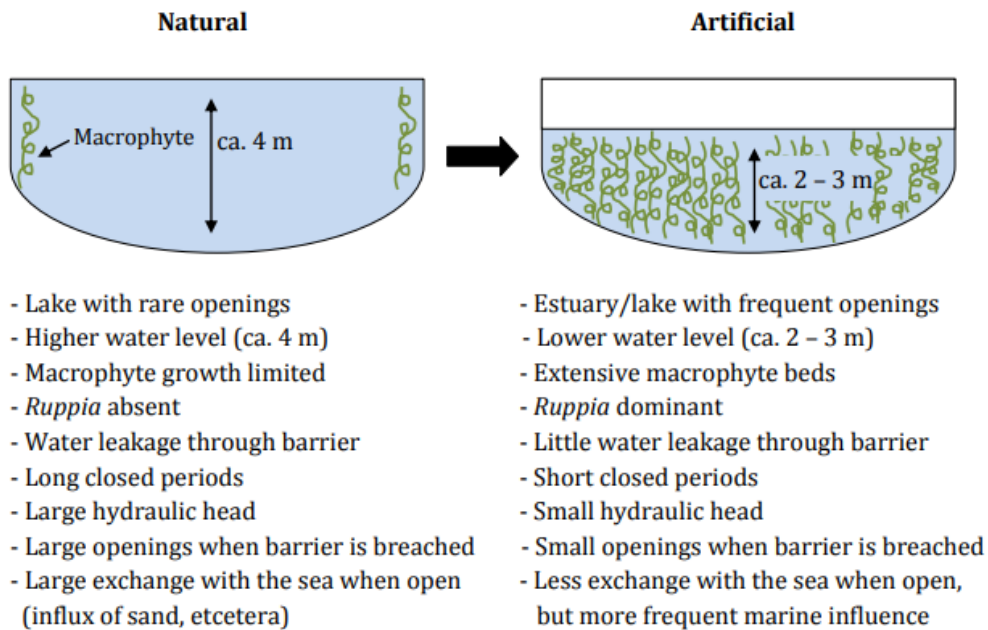 Natural
Artificial
Macrophyte
ca. 4 m
ca. 2 – 3 m
- Lake with rare openings
- Higher water level (ca. 4 m)
- Macrophyte growth limited
- Ruppia absent
- Water leakage through barrier
- Long closed periods
- Large hydraulic head
- Large openings when barrier is breached
- Large exchange with the sea when open
(influx of sand, etcetera)
- Estuary/lake with frequent openings
- Lower water level (ca. 2 – 3 m)
- Extensive macrophyte beds
- Ruppia dominant
- Little water leakage through barrier
- Short closed periods
- Small hydraulic head
- Small openings when barrier is breached
- Less exchange with the sea when open,
but more frequent marine influence